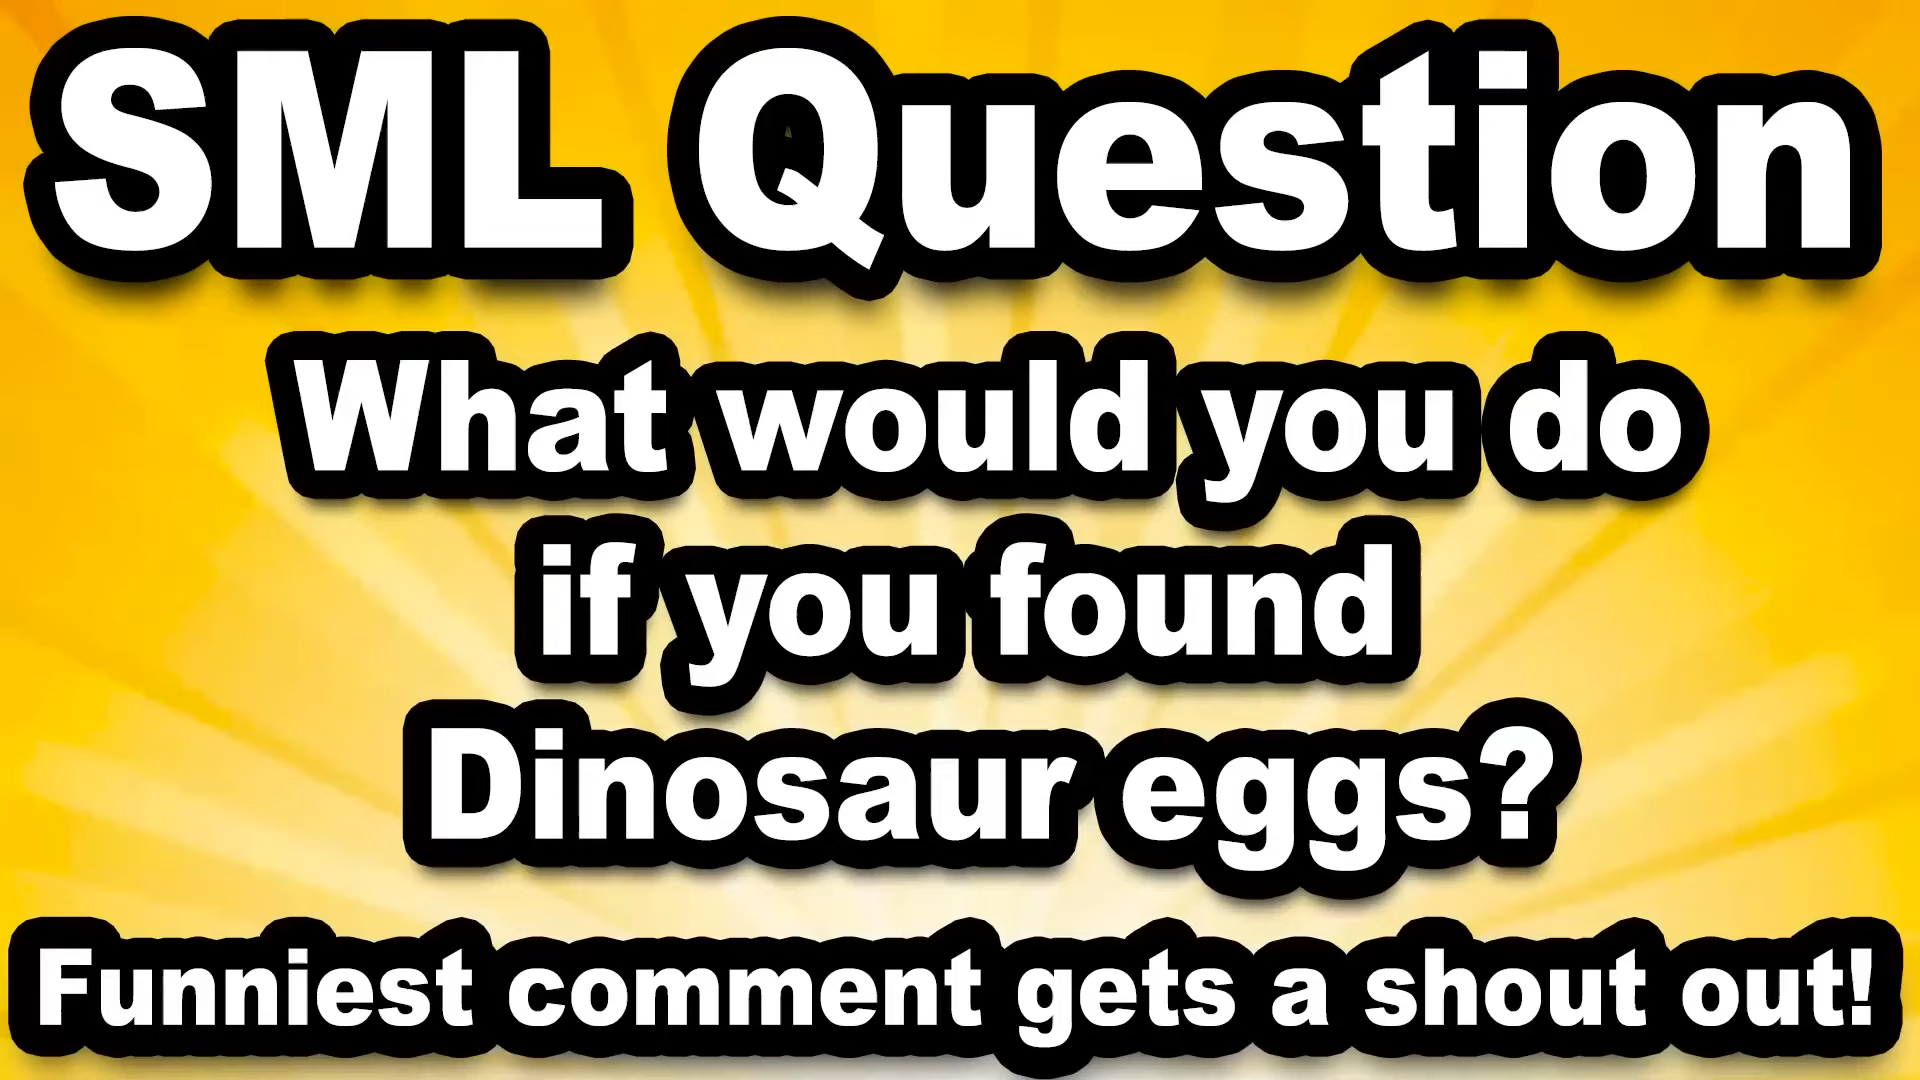 SML Question
What would you do
if you found
Dinosaur eggs?
Funniest comment gets a shout out!